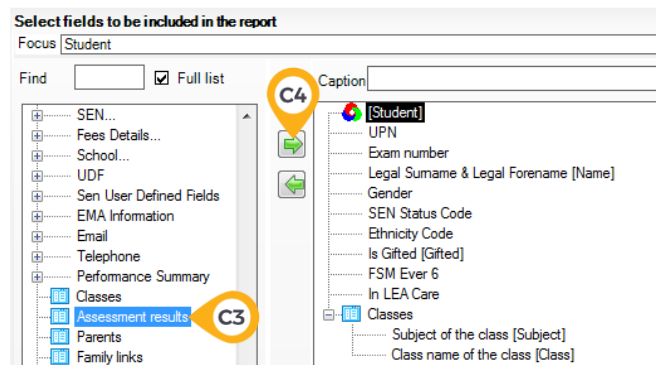 Select fields to be included in the report
Focus Student
Find Full list
Caption
C4
SEN...
Fees Details...
School...
UDF
Sen User Defined Fields
EMA Information
Email
Telephone
Performance Summary
Classes
Assessment results
C3
Parents
Family links
[Student]
UPN
Exam number
Legal Surname & Legal Forename [Name]
Gender
SEN Status Code
Ethnicity Code
Is Gifted [Gifted]
FSM Ever 6
In LEA Care
Classes
Subject of the class [Subject]
Class name of the class [Class]